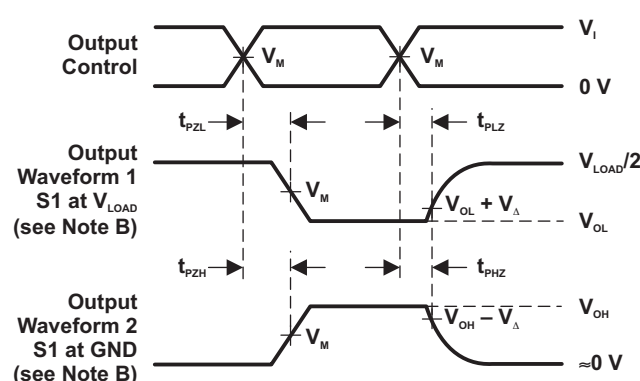 Output
Control
V_M
V_M
V_I
0 V
t_PZL
t_PLZ
Output
Waveform 1
S1 at V_LOAD
(see Note B)
V_M
V_OL + V_Δ
V_LOAD/2
V_OL
t_PZH
t_PHZ
Output
Waveform 2
S1 at GND
(see Note B)
V_M
V_OH − V_Δ
V_OH
≈0 V